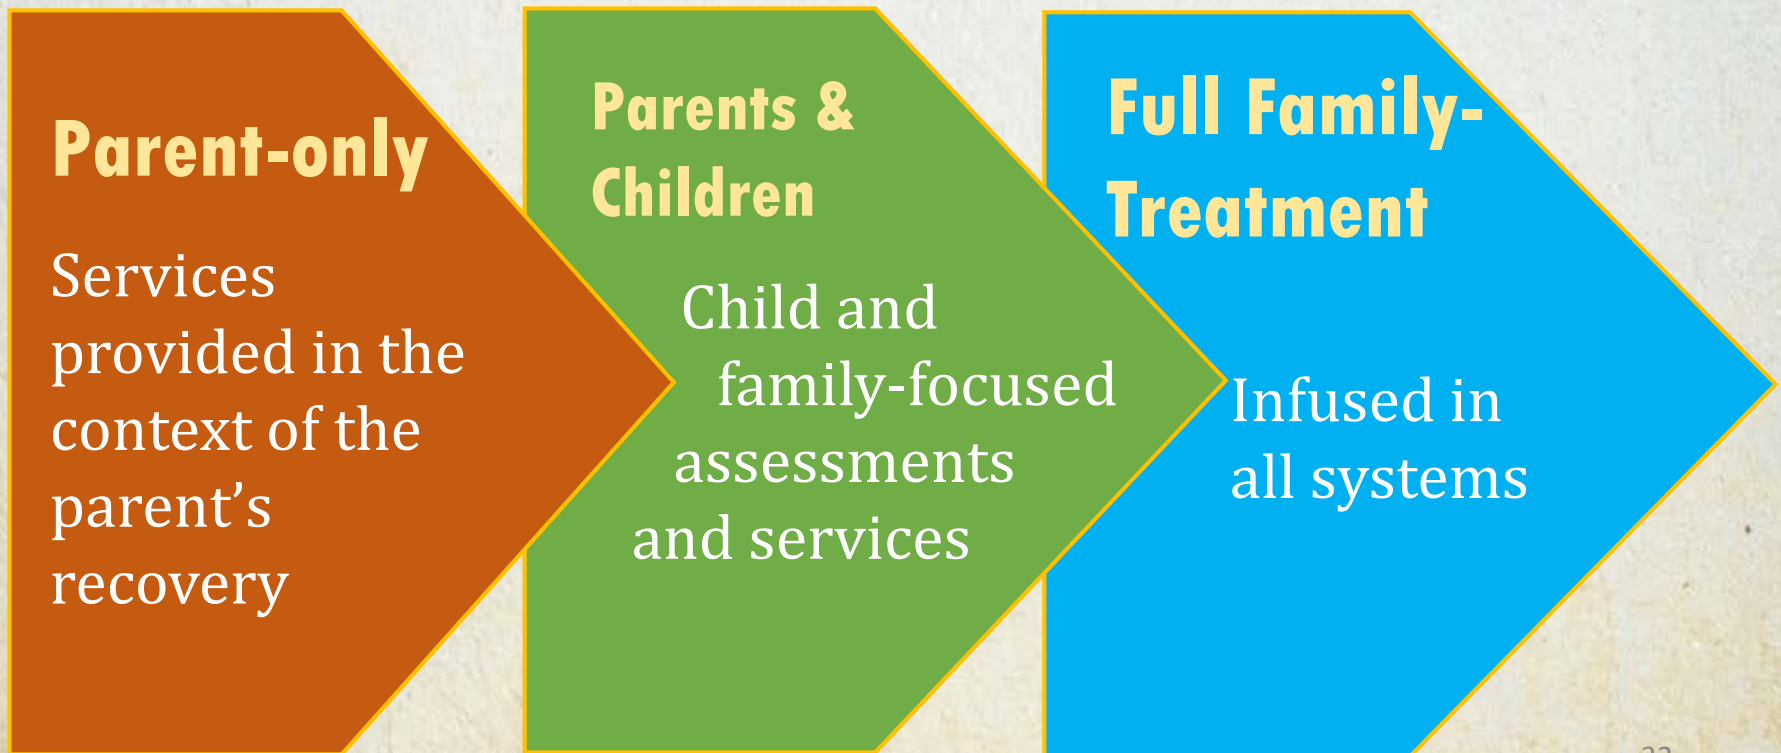 Parent-only
Services
provided in the
context of the
parent’s
recovery
Parents &
Children
Child and
family-focused
assessments
and services
Full Family-
Treatment
Infused in
all systems